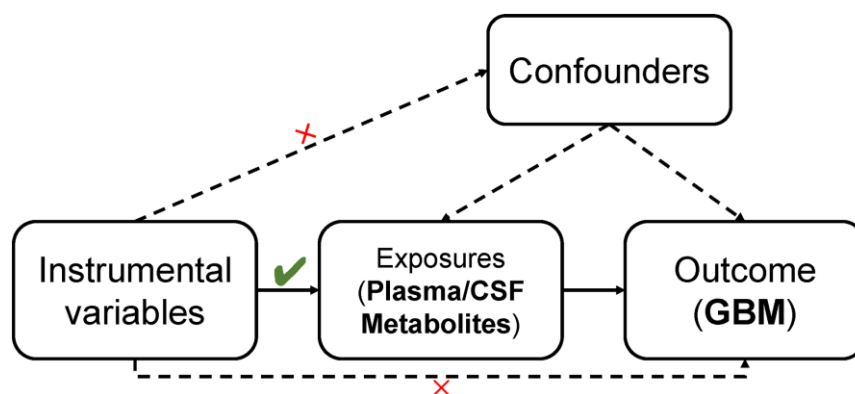 Confounders
Instrumental
variables
Exposures
(Plasma/CSF
Metabolites)
Outcome
(GBM)